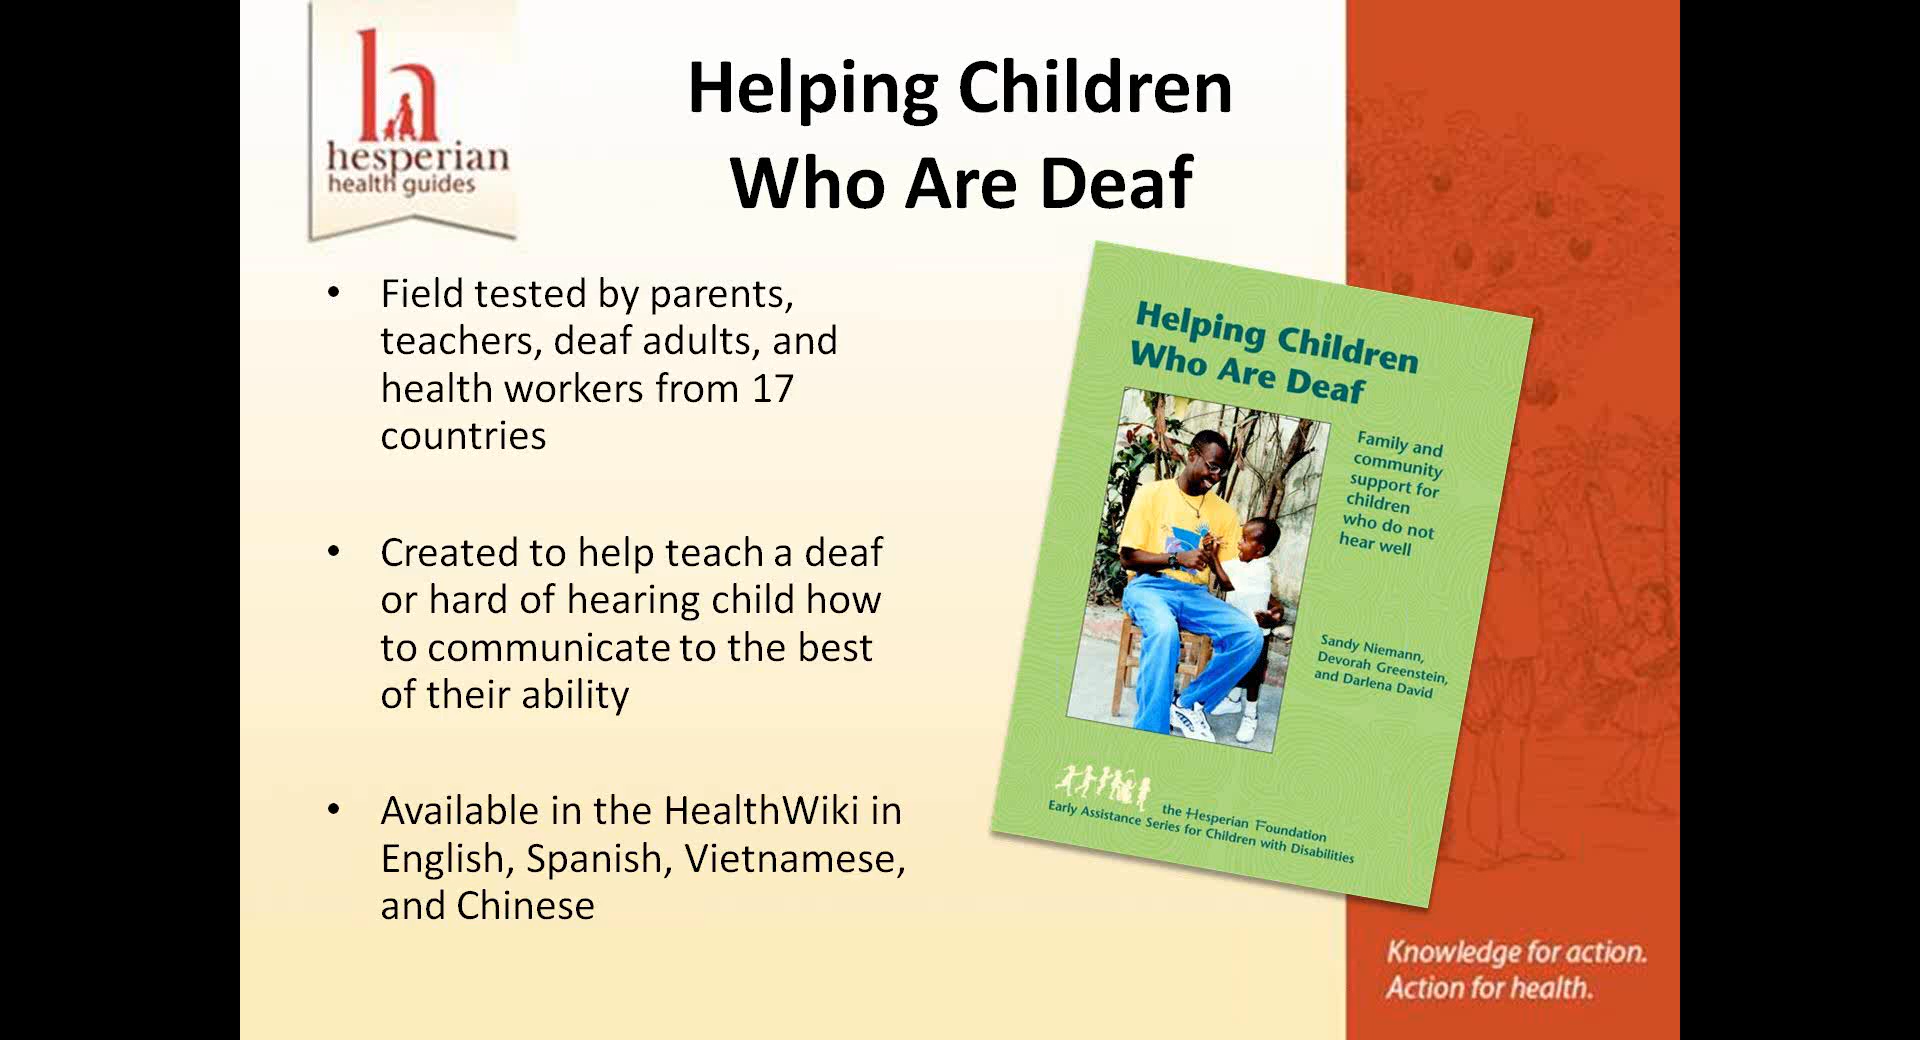 hesperian
health guides
Helping Children
Who Are Deaf
• Field tested by parents,
teachers, deaf adults, and
health workers from 17
countries
• Created to help teach a deaf
or hard of hearing child how
to communicate to the best
of their ability
• Available in the HealthWiki in
English, Spanish, Vietnamese,
and Chinese
Helping Children
Who Are Deaf
Family and
community
support for
children
who do not
hear well
Sandy Niemann,
Devorah Greenstein,
and Darlena David
the Hesperian Foundation
Early Assistance Series for Children with Disabilities
Knowledge for action.
Action for health.